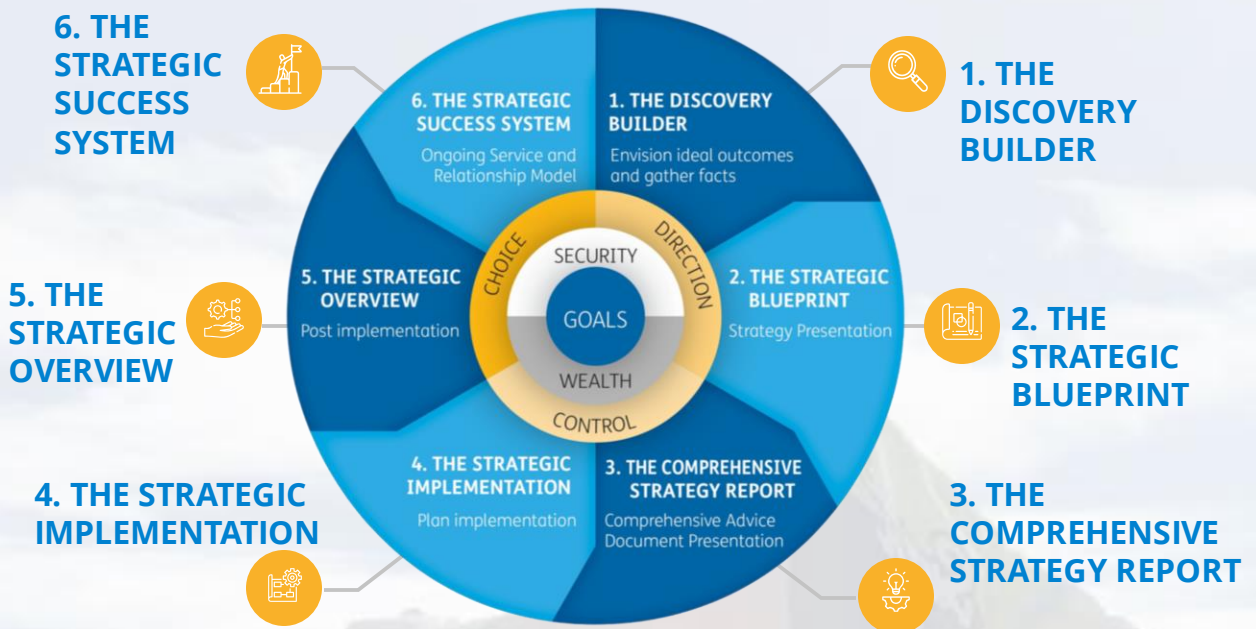 6. THE
STRATEGIC
SUCCESS
SYSTEM
1. THE
DISCOVERY
BUILDER
6. THE STRATEGIC
SUCCESS SYSTEM
Ongoing Service and
Relationship Model
1. THE DISCOVERY
BUILDER
Envision ideal outcomes
and gather facts
CHOICE
DIRECTION
SECURITY
GOALS
WEALTH
CONTROL
5. THE STRATEGIC
OVERVIEW
Post implementation
2. THE STRATEGIC
BLUEPRINT
Strategy Presentation
5. THE
STRATEGIC
OVERVIEW
2. THE
STRATEGIC
BLUEPRINT
4. THE STRATEGIC
IMPLEMENTATION
Plan implementation
3. THE COMPREHENSIVE
STRATEGY REPORT
Comprehensive Advice
Document Presentation
4. THE STRATEGIC
IMPLEMENTATION
3. THE
COMPREHENSIVE
STRATEGY REPORT